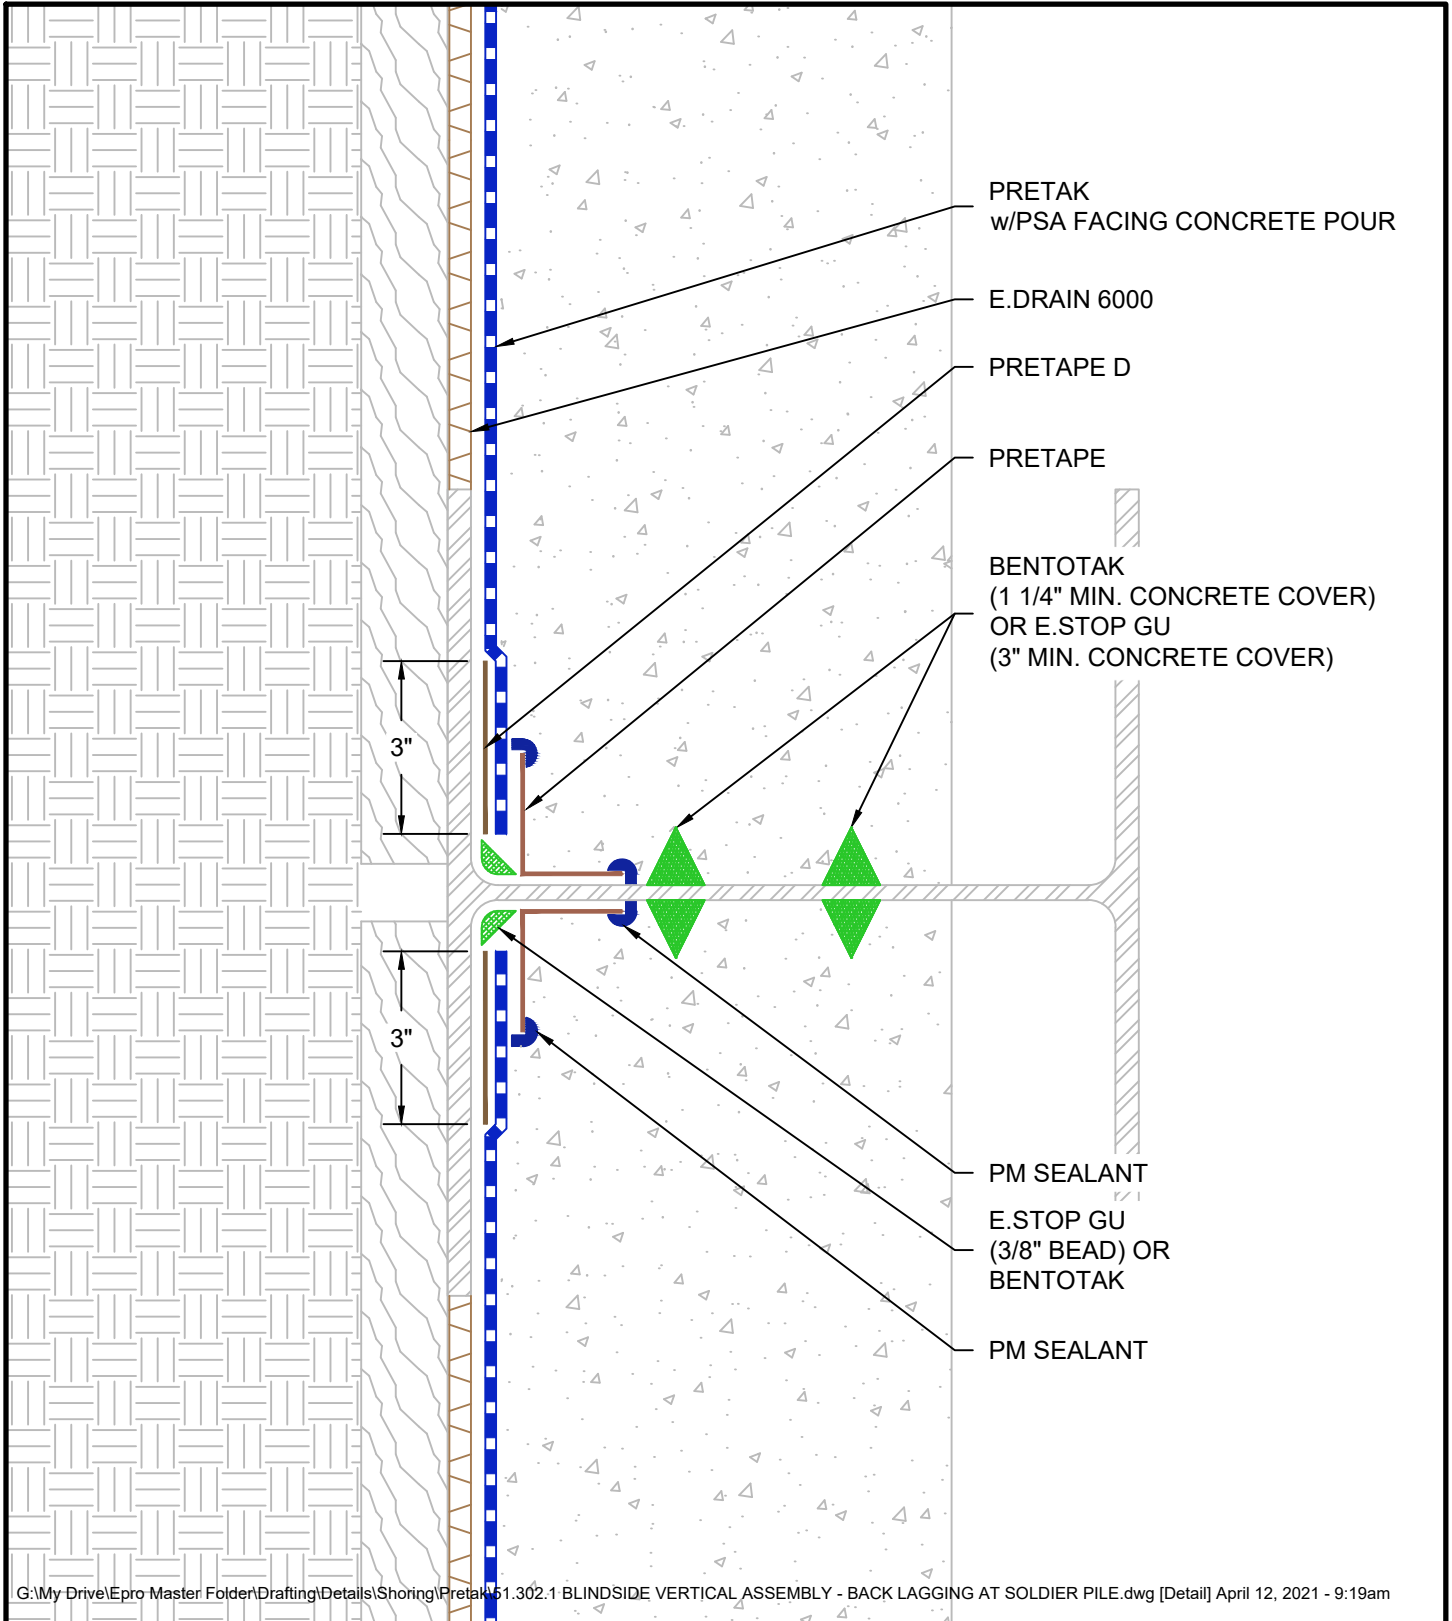 PRETAK
w/PSA FACING CONCRETE POUR
E.DRAIN 6000
PRETAPE D
PRETAPE
BENTOTAK
(1 1/4" MIN. CONCRETE COVER)
OR E.STOP GU
(3" MIN. CONCRETE COVER)
3"
3"
PM SEALANT
E.STOP GU
(3/8" BEAD) OR
BENTOTAK
PM SEALANT
G:\My Drive\Epro Master Folder\Drafting\Details\Shoring\Pretak\51.302.1 BLINDSIDE VERTICAL ASSEMBLY - BACK LAGGING AT SOLDIER PILE.dwg [Detail] April 12, 2021 - 9:19am